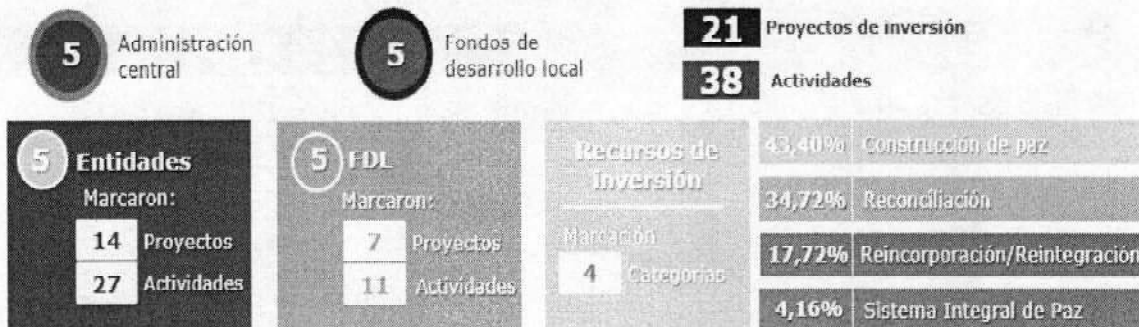 5 Administración
central
5 Fondos de
desarrollo local
21 Proyectos de inversión
38 Actividades
5 Entidades
Marcaron:
14 Proyectos
27 Actividades
5 FDL
Marcaron:
7 Proyectos
11 Actividades
Recursos de
Inversión
Marcación
4 Categorias
43,40% Construcción de paz
34,72% Reconciliación
17,72% Reincorporación/Reintegración
4,16% Sistema Integral de Paz